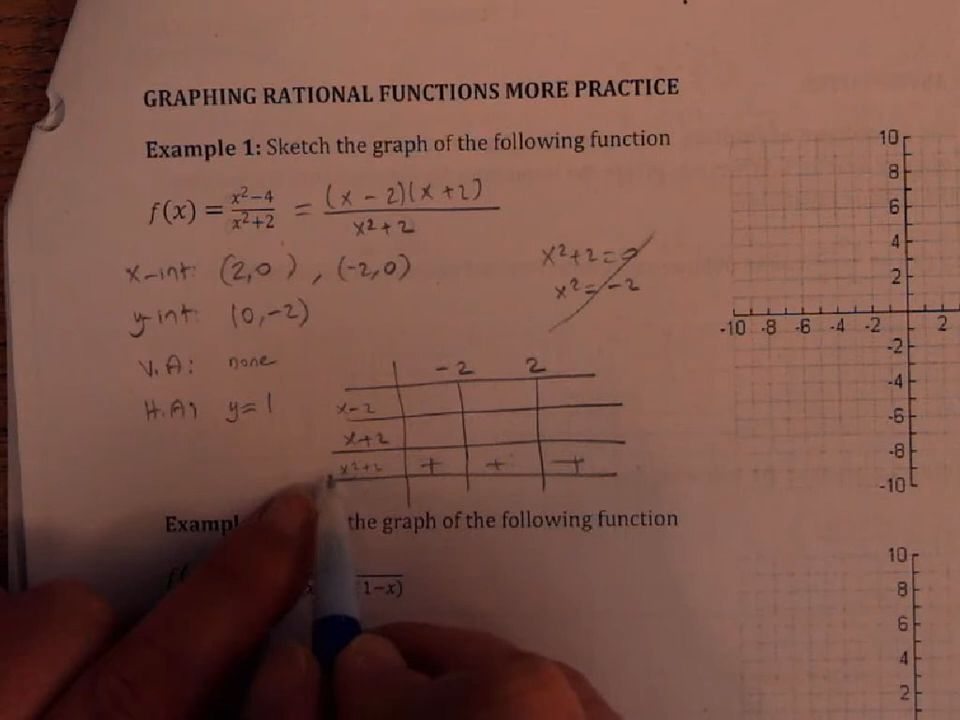 GRAPHING RATIONAL FUNCTIONS MORE PRACTICE
Example 1: Sketch the graph of the following function
f(x) = x²-4 / x²+2 = (x - 2)(x + 2) / x²+2
x-int: (2,0), (-2,0)
x²+2=0
x²=-2
y-int: (0,-2)
V.A: none
H.A: y=1
-2 2
x-2
x+2
x²+2 + + +
the graph of the following function
1-x)
10
8
6
4
2
-10 -8 -6 -4 -2 2
-2
-4
-6
-8
-10
10
8
6
4
2